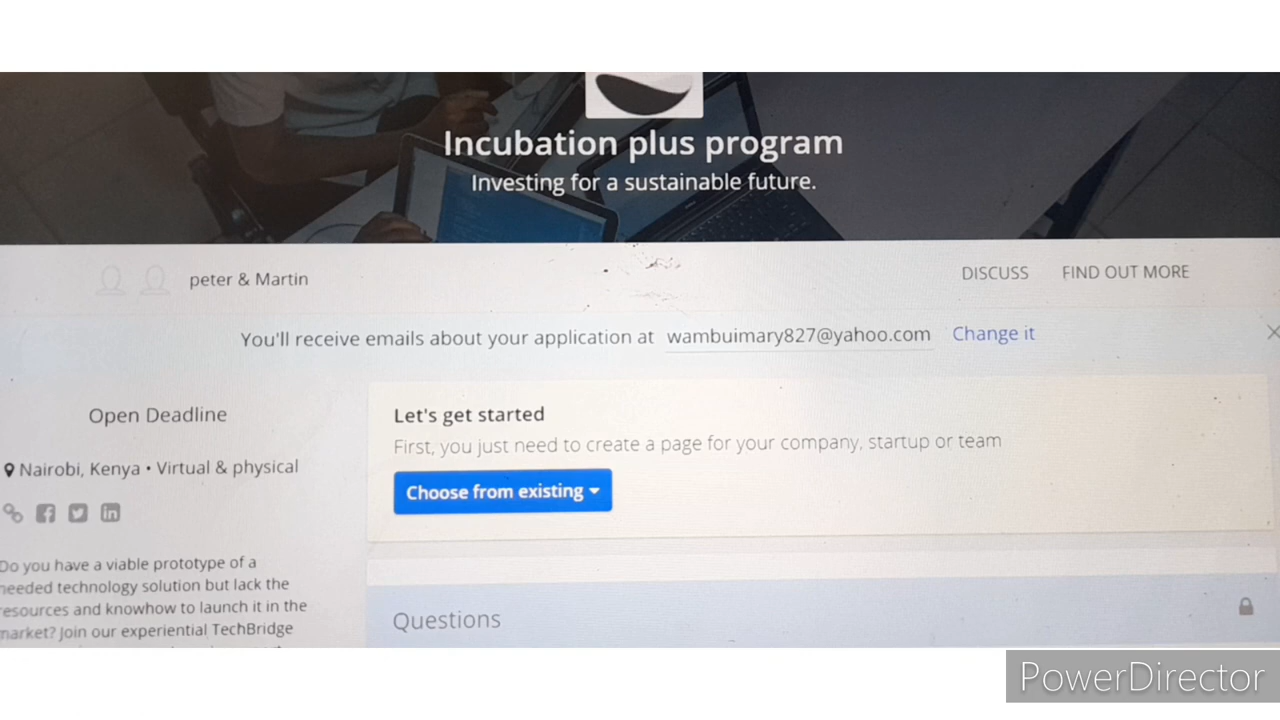 Incubation plus program
Investing for a sustainable future.
peter & Martin
DISCUSS
FIND OUT MORE
You'll receive emails about your application at wambuimary827@yahoo.com Change it
Open Deadline
Nairobi, Kenya • Virtual & physical
Do you have a viable prototype of a
needed technology solution but lack the
resources and knowhow to launch it in the
market? Join our experiential TechBridge
Let's get started
First, you just need to create a page for your company, startup or team
Choose from existing
Questions
PowerDirector